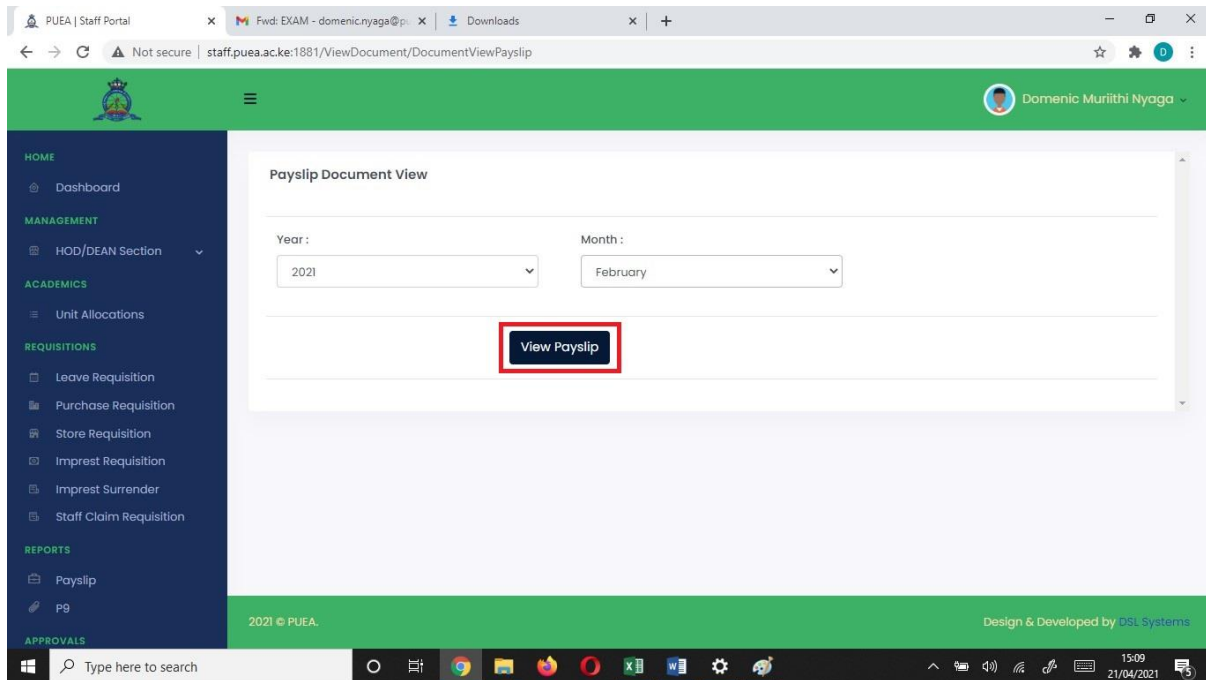 PUEA | Staff Portal
Fwd: EXAM - domenic.nyaga@pu
Downloads
Not secure | staff.puea.ac.ke:1881/ViewDocument/DocumentViewPayslip
D
Domenic Muriithi Nyaga
HOME
Dashboard
MANAGEMENT
HOD/DEAN Section
ACADEMICS
Unit Allocations
REQUISITIONS
Leave Requisition
Purchase Requisition
Store Requisition
Imprest Requisition
Imprest Surrender
Staff Claim Requisition
REPORTS
Payslip
P9
APPROVALS
Payslip Document View
Year :
Month :
2021
February
View Payslip
2021 © PUEA.
Design & Developed by DSL Systems
Type here to search
15:09
21/04/2021
5